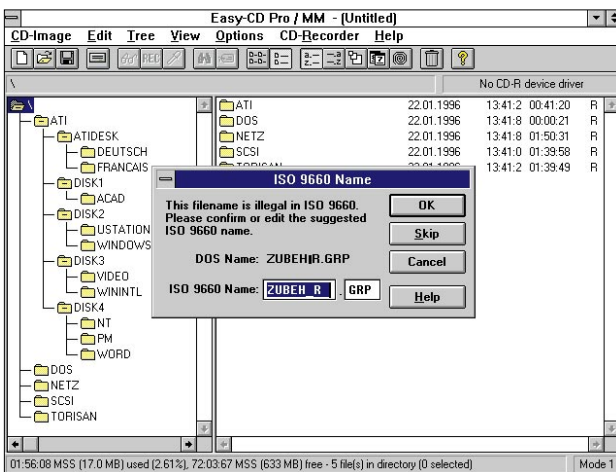 Easy-CD Pro / MM - (Untitled)
CD-Image Edit Tree View Options CD-Recorder Help
\
No CD-R device driver
\
ATI
ATIDESK
DEUTSCH
FRANCAIS
DISK1
ACAD
DISK2
USTATION
WINDOWS
DISK3
VIDEO
WININTL
DISK4
NT
PM
WORD
DOS
NETZ
SCSI
TORISAN
ATI 22.01.1996 13:41:2 00:41:20 R
DOS 22.01.1996 13:41:8 00:00:21 R
NETZ 22.01.1996 13:41:8 01:50:31 R
SCSI 22.01.1996 13:41:0 01:39:58 R
TORISAN 22.01.1996 13:41:2 01:39:49 R
ISO 9660 Name
This filename is illegal in ISO 9660.
Please confirm or edit the suggested
ISO 9660 name.
DOS Name: ZUBEH|R.GRP
ISO 9660 Name: ZUBEH_R . GRP
OK
Skip
Cancel
Help
01:56:08 MSS (17.0 MB) used (2.61%), 72:03:67 MSS (633 MB) free - 5 file(s) in directory (0 selected)
Mode 1